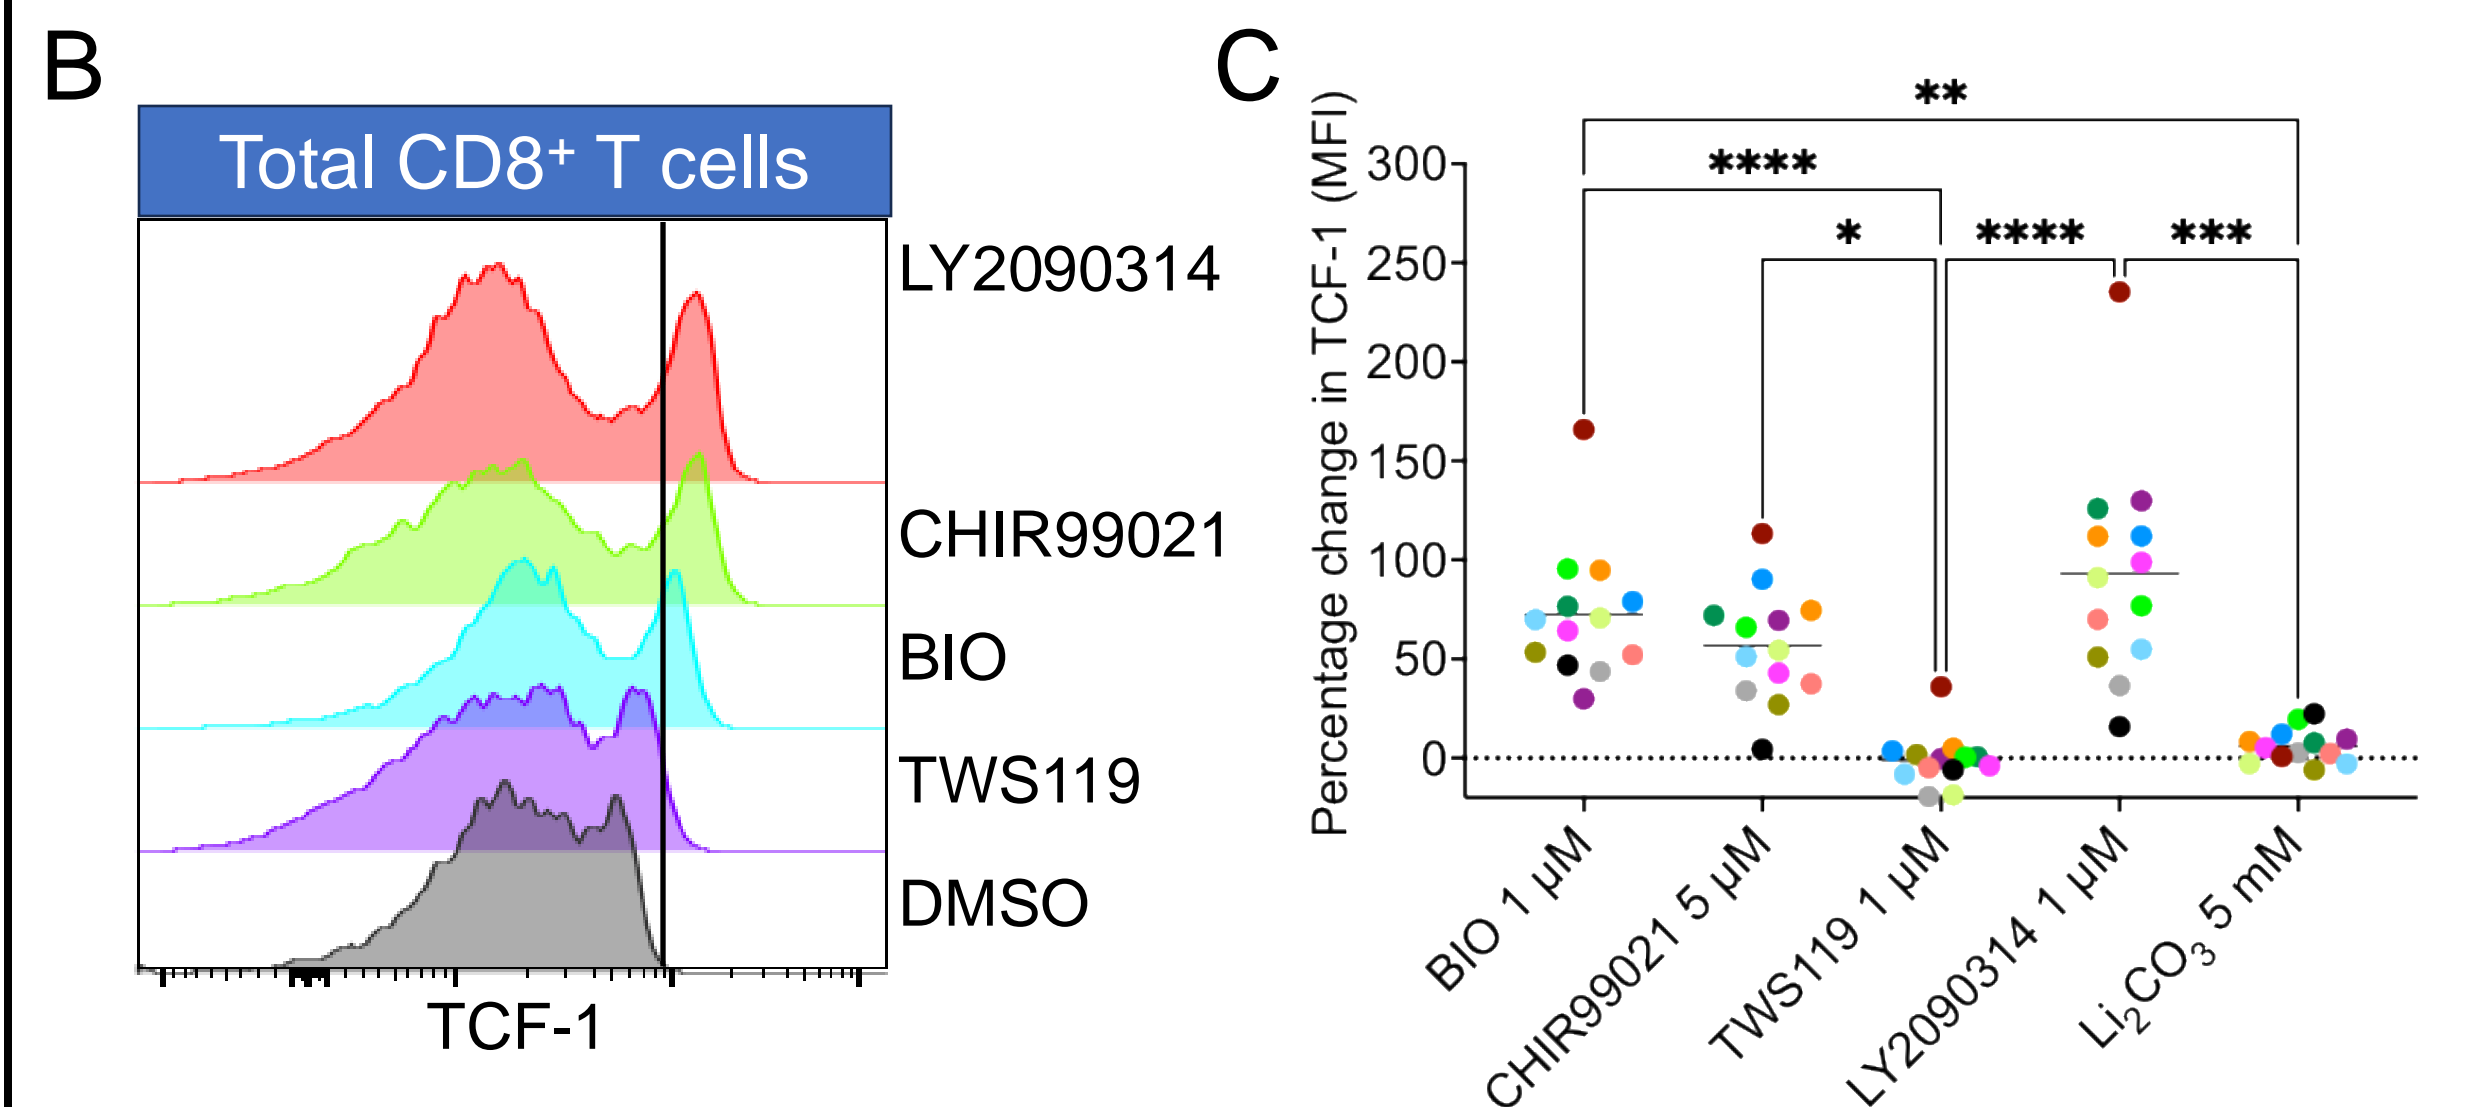 B
Total CD8⁺ T cells
LY2090314
CHIR99021
BIO
TWS119
DMSO
TCF-1
C
Percentage change in TCF-1 (MFI)
300
250
200
150
100
50
0
**
****
*
****
***
BIO 1 µM
CHIR99021 5 µM
TWS119 1 µM
LY2090314 1 µM
Li₂CO₃ 5 mM